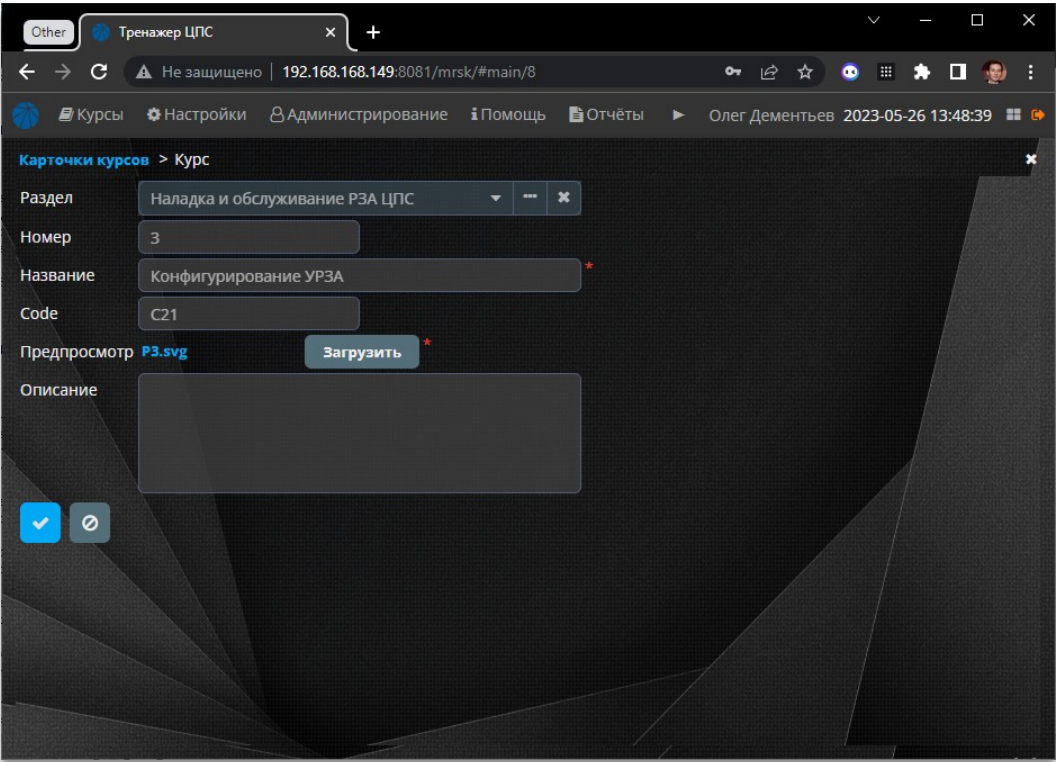 Other Тренажер ЦПС
Не защищено 192.168.168.149:8081/mrsk/#main/8
Курсы Настройки Администрирование Помощь Отчёты Олег Дементьев 2023-05-26 13:48:39
Карточки курсов > Курс
Раздел Наладка и обслуживание РЗА ЦПС
Номер 3
Название Конфигурирование УРЗА *
Code C21
Предпросмотр P3.svg Загрузить *
Описание